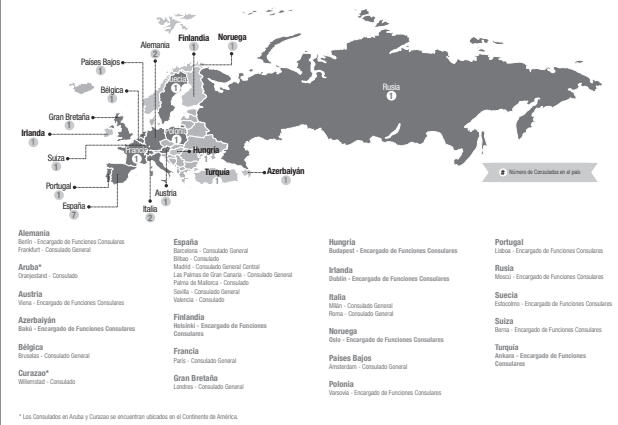 Finlandia
1
Noruega
1
Alemania
2
Países Bajos
1
Suecia
1
Rusia
1
Bélgica
1
Gran Bretaña
1
Polonia
1
Irlanda
1
Francia
1
Hungría
1
Suiza
1
Turquía
1
Azerbaiyán
1
# Número de Consulados en el país
Portugal
1
Austria
1
España
7
Italia
2
Alemania
Berlín - Encargado de Funciones Consulares
Frankfurt - Consulado General
Aruba*
Oranjestand - Consulado
Austria
Viena - Encargado de Funciones Consulares
Azerbaiyán
Bakú - Encargado de Funciones Consulares
Bélgica
Bruselas - Consulado General
Curazao*
Willemstad - Consulado
España
Barcelona - Consulado General
Bilbao - Consulado
Madrid - Consulado General Central
Las Palmas de Gran Canaria - Consulado General
Palma de Mallorca - Consulado
Sevilla - Consulado General
Valencia - Consulado
Finlandia
Helsinki - Encargado de Funciones
Consulares
Francia
París - Consulado General
Gran Bretaña
Londres - Consulado General
Hungría
Budapest - Encargado de Funciones Consulares
Irlanda
Dublín - Encargado de Funciones Consulares
Italia
Milán - Consulado General
Roma - Consulado General
Noruega
Oslo - Encargado de Funciones Consulares
Países Bajos
Amsterdam - Consulado General
Polonia
Varsovia - Encargado de Funciones Consulares
Portugal
Lisboa - Encargado de Funciones Consulares
Rusia
Moscú - Encargado de Funciones Consulares
Suecia
Estocolmo - Encargado de Funciones Consulares
Suiza
Berna - Encargado de Funciones Consulares
Turquía
Ankara - Encargado de Funciones
Consulares
* Los Consulados en Aruba y Curazao se encuentran ubicados en el Continente de América.